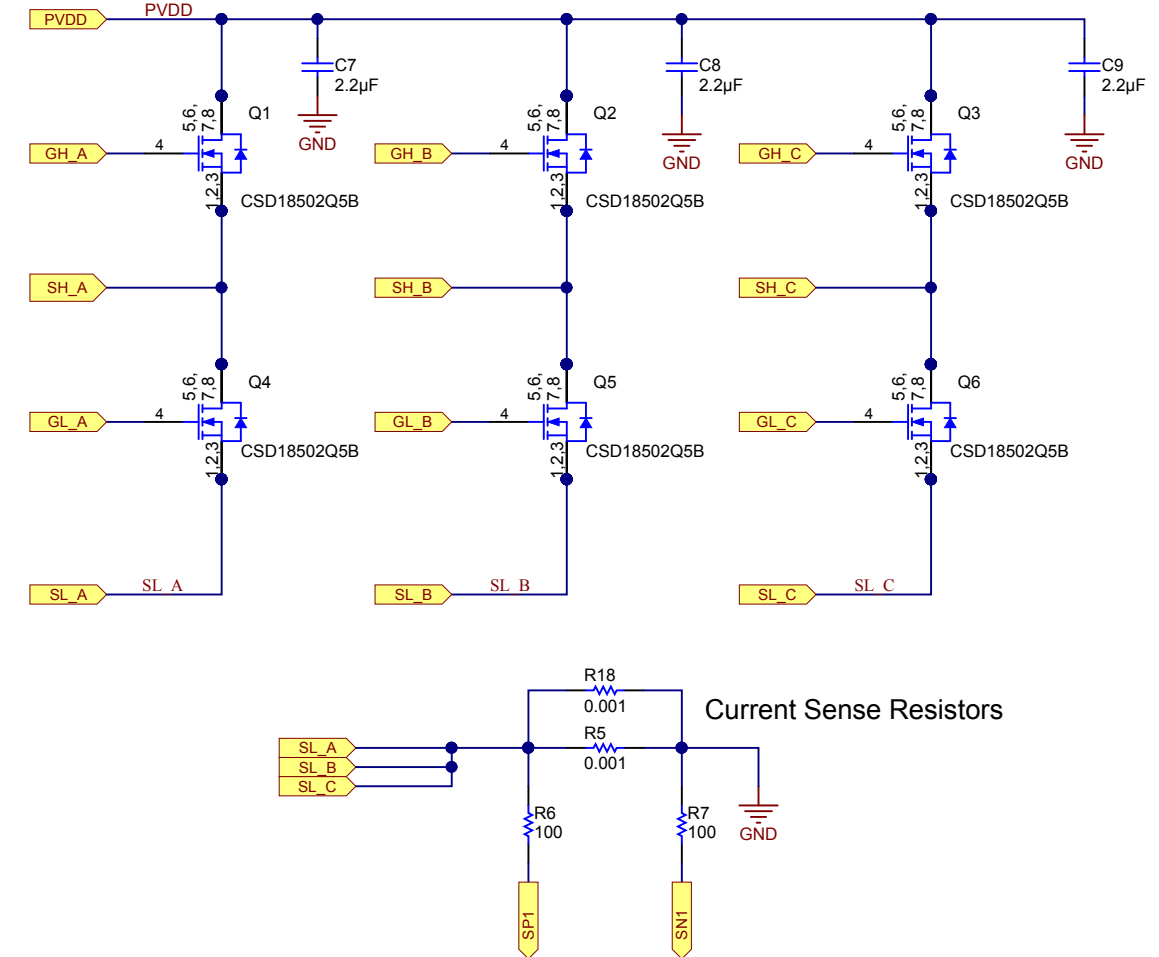 PVDD
PVDD
C7
2.2µF
GND
C8
2.2µF
GND
C9
2.2µF
GND
GH_A
4
5,6,
7,8
Q1
1,2,3
CSD18502Q5B
GH_B
4
5,6,
7,8
Q2
1,2,3
CSD18502Q5B
GH_C
4
5,6,
7,8
Q3
1,2,3
CSD18502Q5B
SH_A
SH_B
SH_C
GL_A
4
5,6,
7,8
Q4
1,2,3
CSD18502Q5B
GL_B
4
5,6,
7,8
Q5
1,2,3
CSD18502Q5B
GL_C
4
5,6,
7,8
Q6
1,2,3
CSD18502Q5B
SL_A
SL_A
SL_B
SL_B
SL_C
SL_C
R18
0.001
Current Sense Resistors
R5
0.001
SL_A
SL_B
SL_C
R6
100
R7
100
GND
SP1
SN1